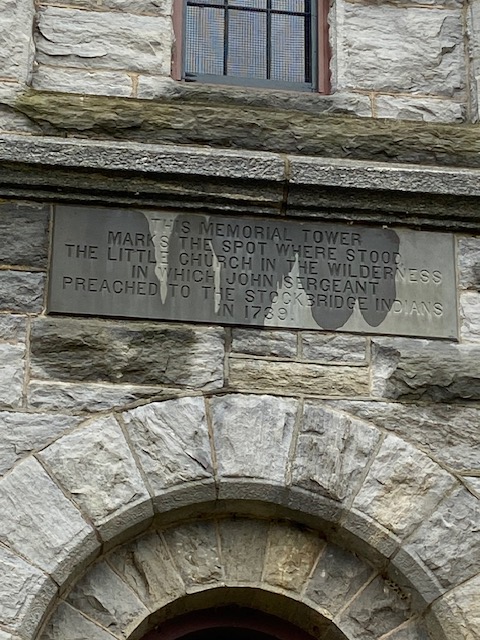 THIS MEMORIAL TOWER
MARKS THE SPOT WHERE STOOD
THE LITTLE CHURCH IN THE WILDERNESS
IN WHICH JOHN SERGEANT
PREACHED TO THE STOCKBRIDGE INDIANS
IN 1739.